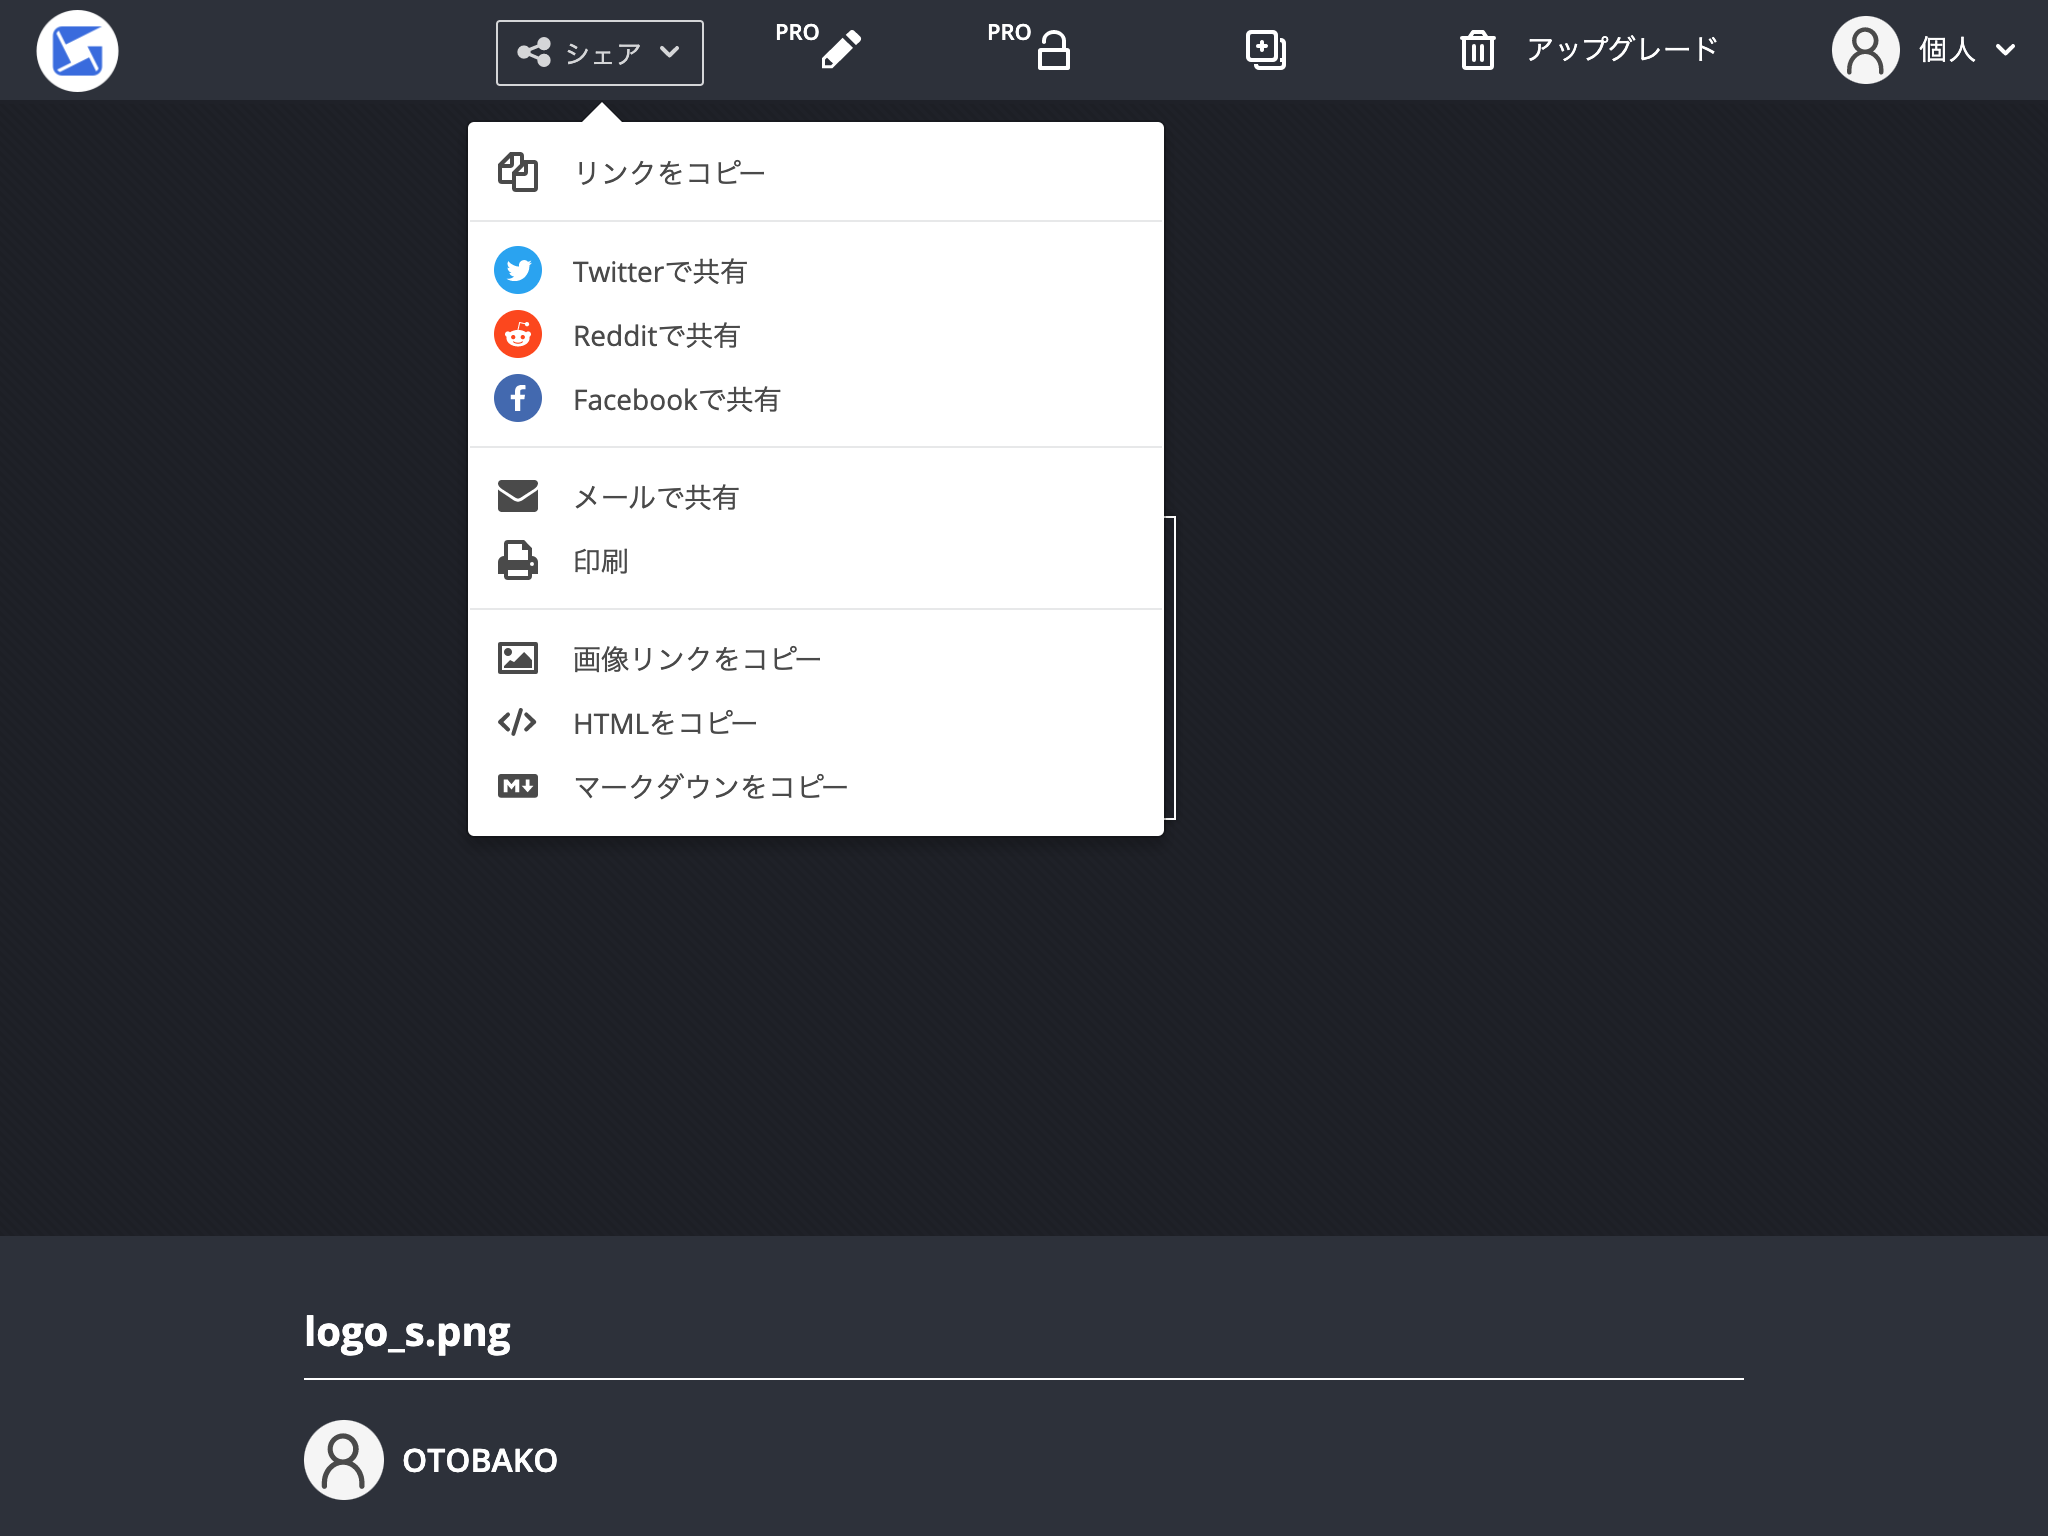 シェア
PRO
PRO
アップグレード
個人
リンクをコピー
Twitterで共有
Redditで共有
Facebookで共有
メールで共有
印刷
画像リンクをコピー
HTMLをコピー
マークダウンをコピー
logo_s.png
OTOBAKO